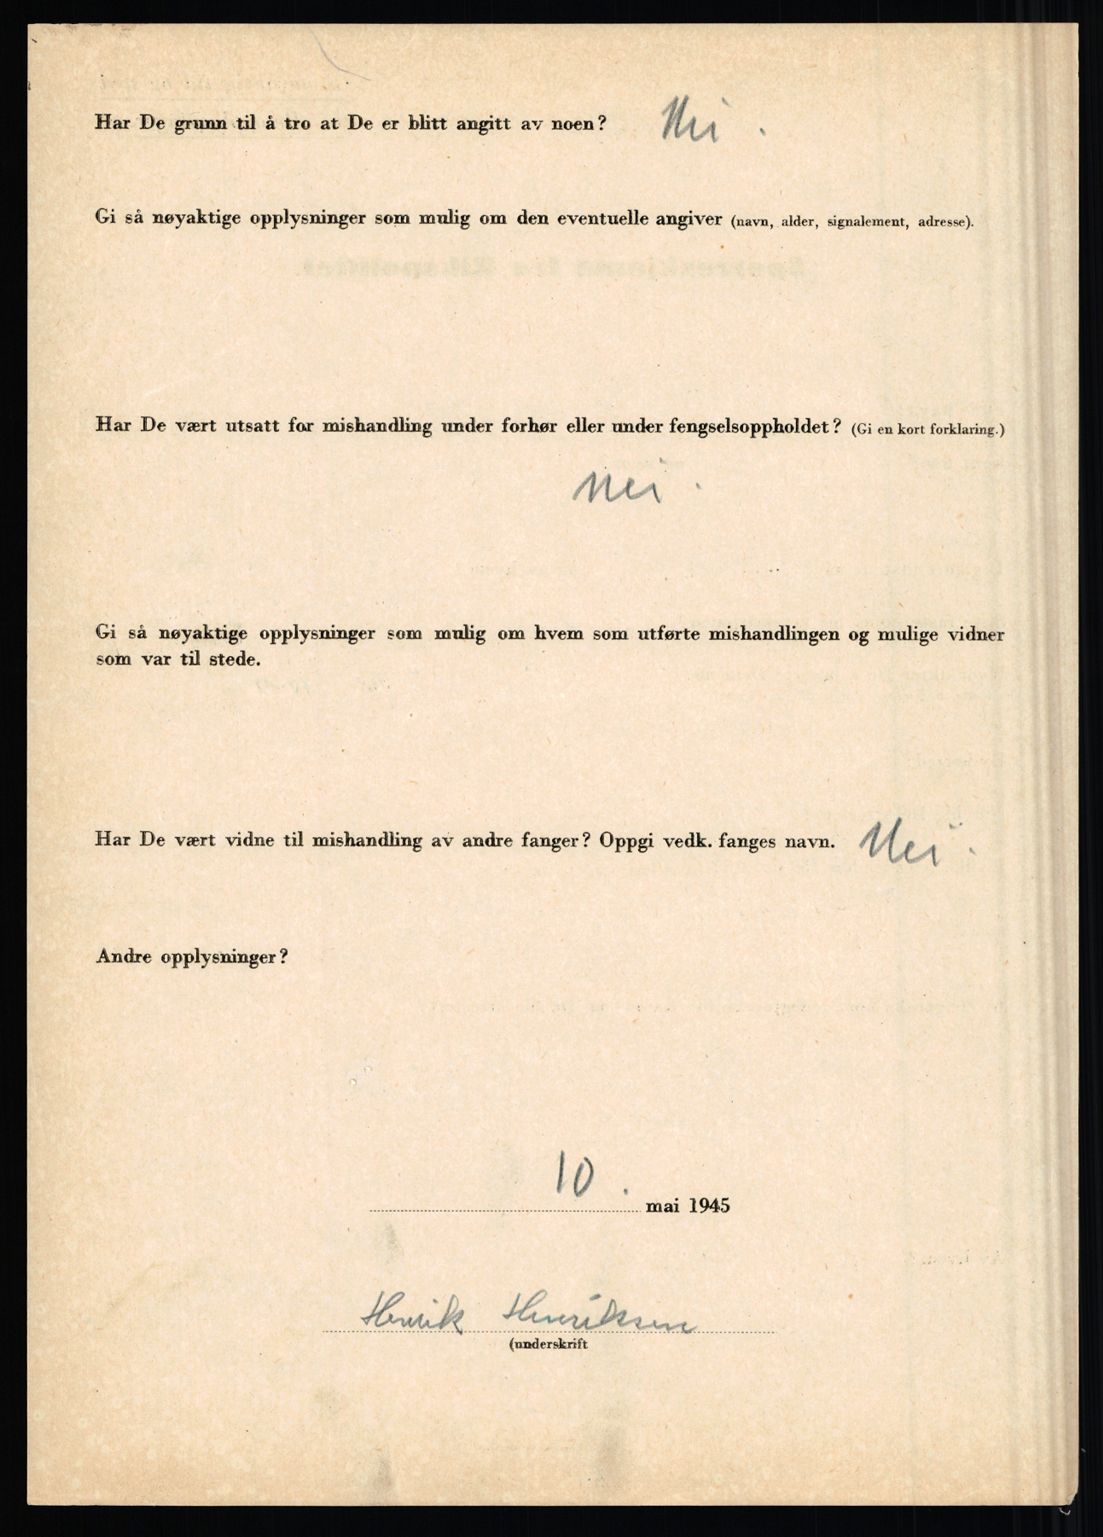 Har De grunn til å tro at De er blitt angitt av noen? Nei.
Gi så nøyaktige opplysninger som mulig om den eventuelle angiver (navn, alder, signalement, adresse).
Har De vært utsatt for mishandling under forhør eller under fengselsoppholdet? (Gi en kort forklaring.)
Nei.
Gi så nøyaktige opplysninger som mulig om hvem som utførte mishandlingen og mulige vidner
som var til stede.
Har De vært vidne til mishandling av andre fanger? Oppgi vedk. fanges navn. Nei.
Andre opplysninger?
10. mai 1945
Henrik Henriksen
(underskrift